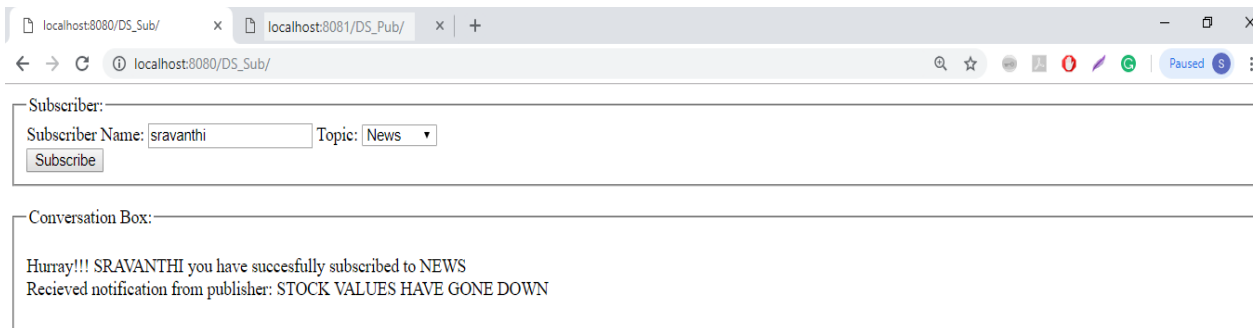 localhost:8080/DS_Sub/
localhost:8081/DS_Pub/
localhost:8080/DS_Sub/
Paused S
Subscriber:
Subscriber Name: sravanthi Topic: News
Subscribe
Conversation Box:
Hurray!!! SRAVANTHI you have succesfully subscribed to NEWS
Recieved notification from publisher: STOCK VALUES HAVE GONE DOWN